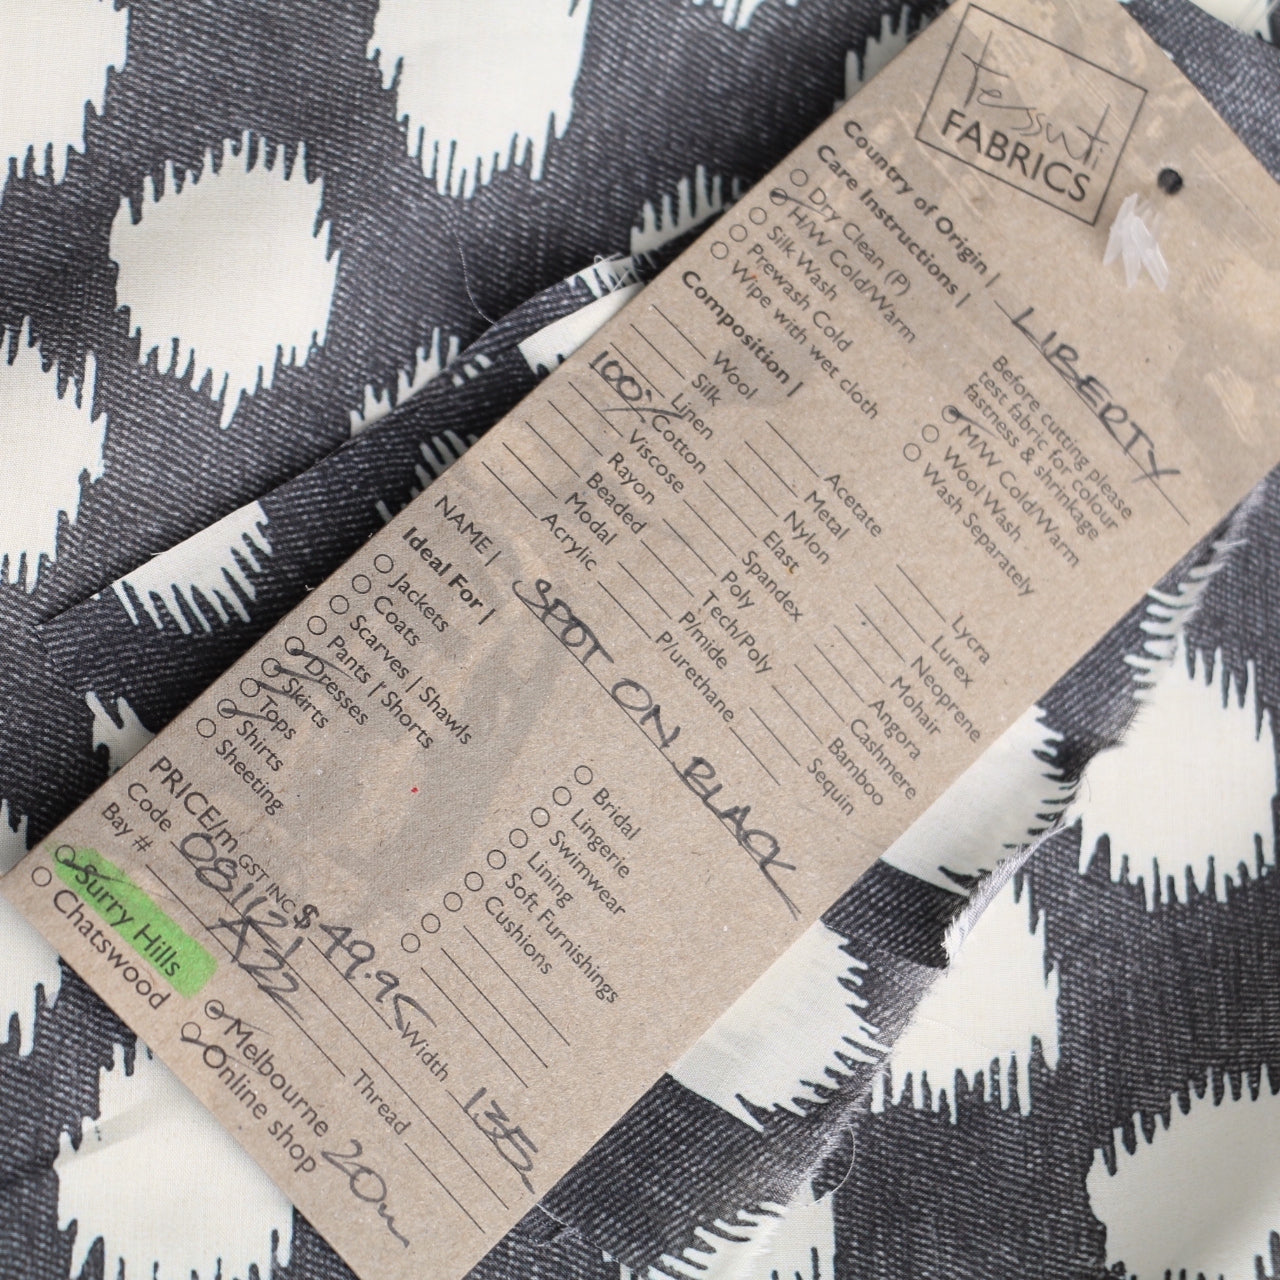 Tessuti
FABRICS
Country of Origin | LIBERTY
Care Instructions |
Dry Clean (P)
H/W Cold/Warm
Silk Wash
Prewash Cold
Wipe with wet cloth
Before cutting please
test fabric for colour
fastness & shrinkage
M/W Cold/Warm
Wool Wash
Wash Separately
Composition |
Wool
Silk
Linen
100% Cotton
Viscose
Rayon
Beaded
Modal
Acrylic
Acetate
Metal
Nylon
Elast
Spandex
Poly
Tech/Poly
P/mide
P/urethane
Lycra
Lurex
Neoprene
Mohair
Angora
Cashmere
Bamboo
Sequin
NAME | SPOT ON BLACK
Ideal For |
Jackets
Coats
Scarves | Shawls
Pants | Shorts
Dresses
Skirts
Tops
Shirts
Sheeting
Bridal
Lingerie
Swimwear
Lining
Soft Furnishings
Cushions
PRICE/m GST INC $ 49.95 Width 135
Code 081121
Bay # A22 Thread
Surry Hills
Chatswood
Melbourne
Online shop 20m